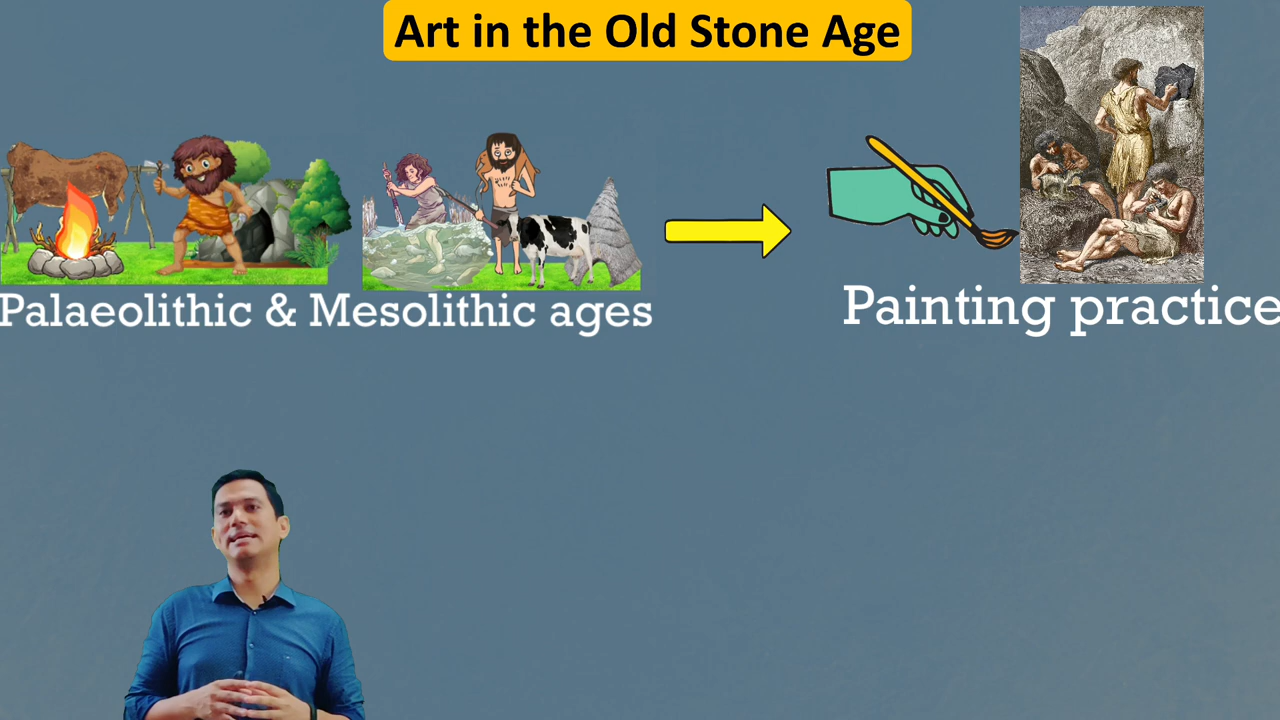 Art in the Old Stone Age
Palaeolithic & Mesolithic ages
Painting practice